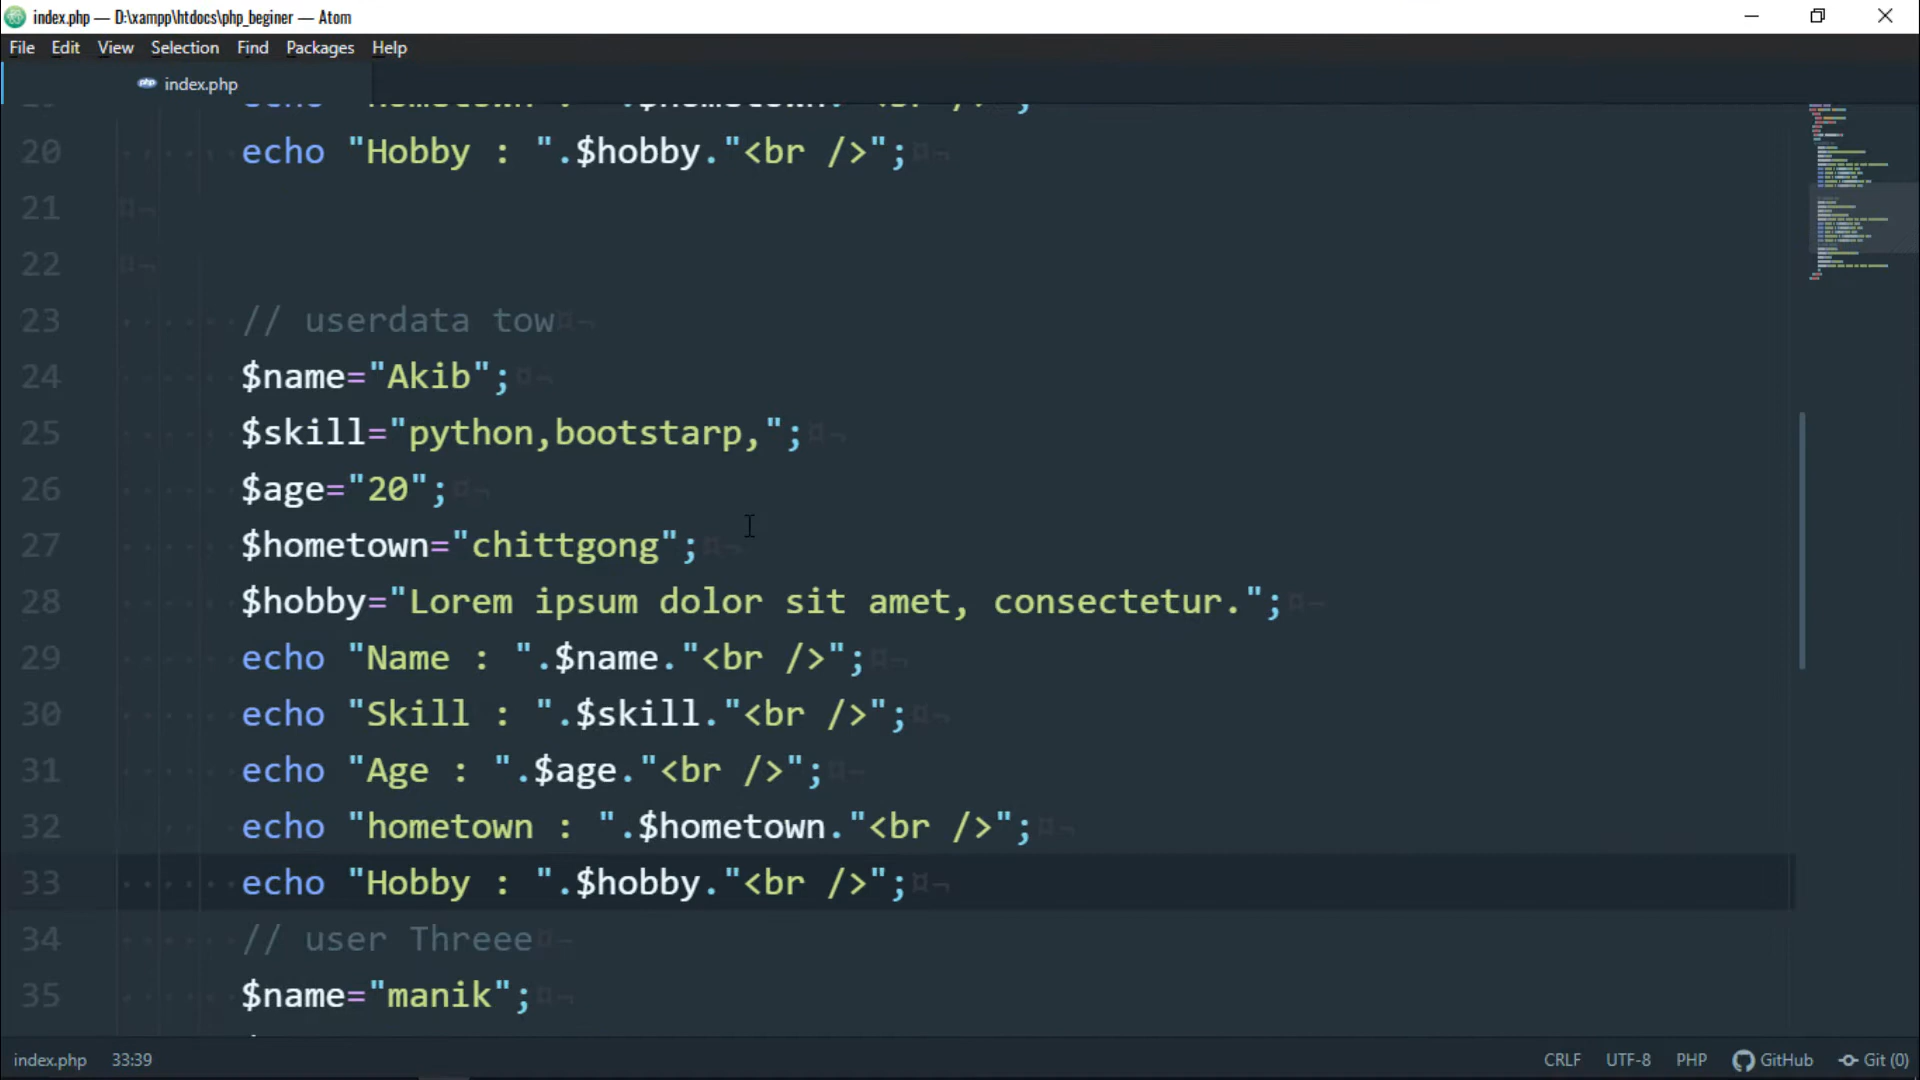 index.php — D:\xampp\htdocs\php_beginer — Atom
File Edit View Selection Find Packages Help
index.php
20 echo "Hobby : ".$hobby."<br />";
21
22
23 // userdata tow
24 $name="Akib";
25 $skill="python,bootstarp,";
26 $age="20";
27 $hometown="chittgong";
28 $hobby="Lorem ipsum dolor sit amet, consectetur.";
29 echo "Name : ".$name."<br />";
30 echo "Skill : ".$skill."<br />";
31 echo "Age : ".$age."<br />";
32 echo "hometown : ".$hometown."<br />";
33 echo "Hobby : ".$hobby."<br />";
34 // user Threee
35 $name="manik";
index.php 33:39 CRLF UTF-8 PHP GitHub Git (0)